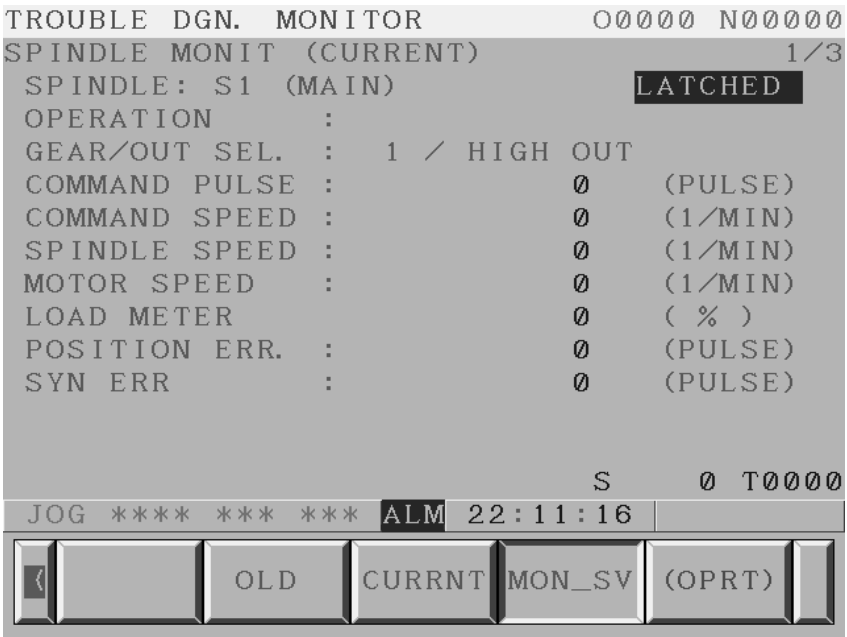 TROUBLE DGN. MONITOR O0000 N00000
SPINDLE MONIT (CURRENT) 1/3
SPINDLE: S1 (MAIN) LATCHED
OPERATION :
GEAR/OUT SEL. : 1 / HIGH OUT
COMMAND PULSE : 0 (PULSE)
COMMAND SPEED : 0 (1/MIN)
SPINDLE SPEED : 0 (1/MIN)
MOTOR SPEED : 0 (1/MIN)
LOAD METER 0 ( % )
POSITION ERR. : 0 (PULSE)
SYN ERR : 0 (PULSE)
S 0 T0000
JOG **** *** *** ALM 22:11:16
( OLD CURRNT MON_SV (OPRT)